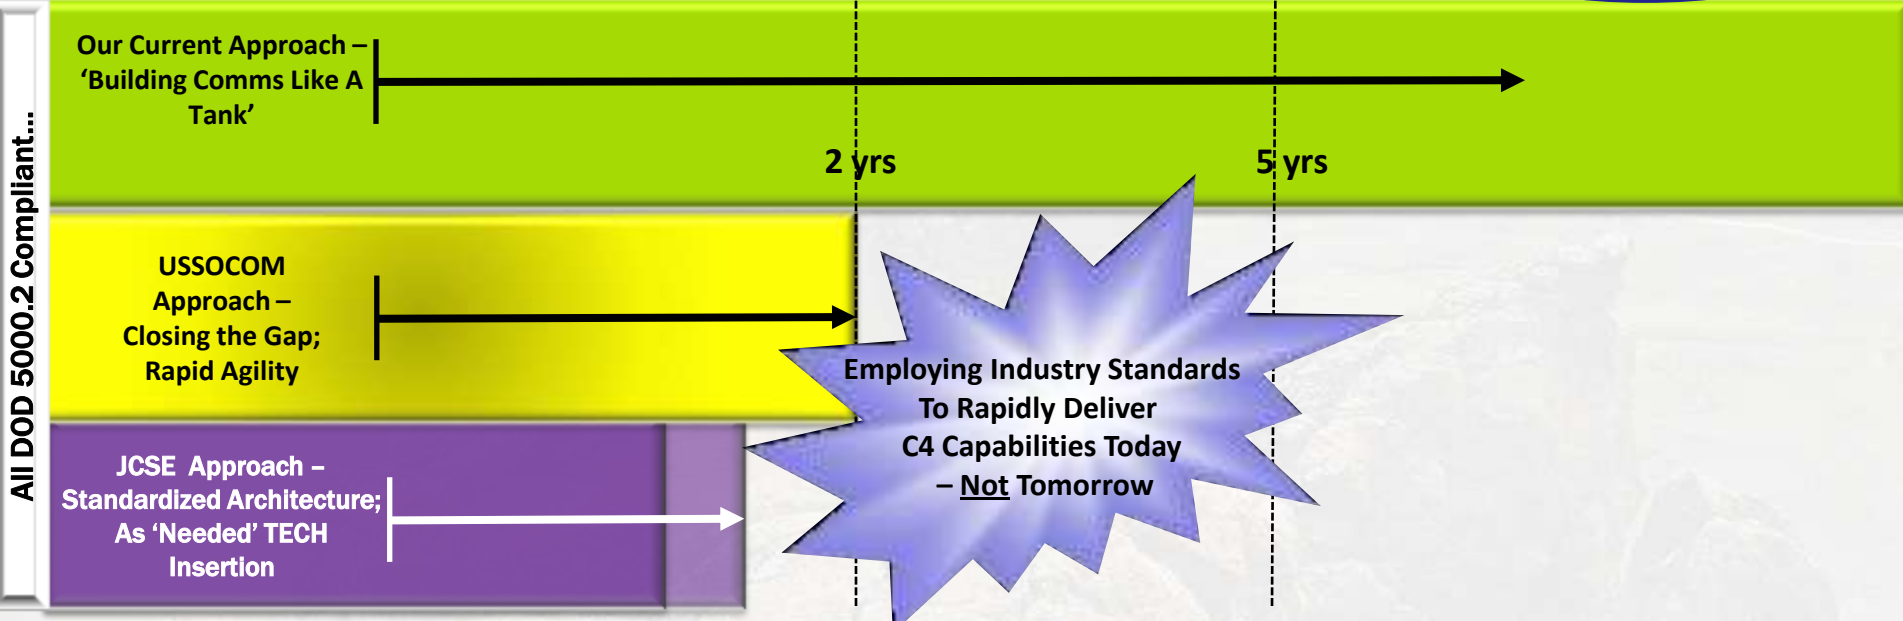 All DOD 5000.2 Compliant...
Our Current Approach –
‘Building Comms Like A
Tank’
2 yrs
5 yrs
USSOCOM
Approach –
Closing the Gap;
Rapid Agility
Employing Industry Standards
To Rapidly Deliver
C4 Capabilities Today
– Not Tomorrow
JCSE Approach –
Standardized Architecture;
As ‘Needed’ TECH
Insertion